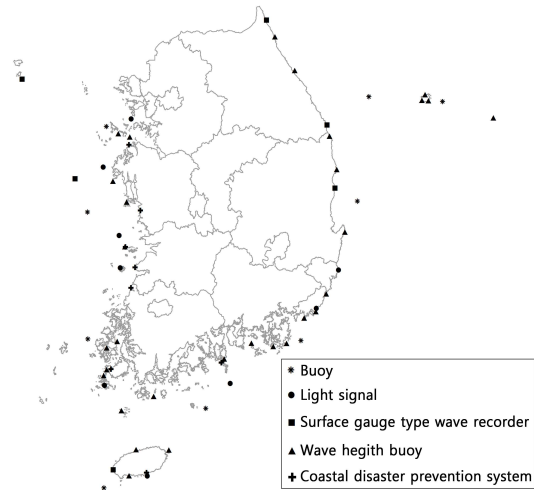 Buoy
Light signal
Surface gauge type wave recorder
Wave hegith buoy
Coastal disaster prevention system